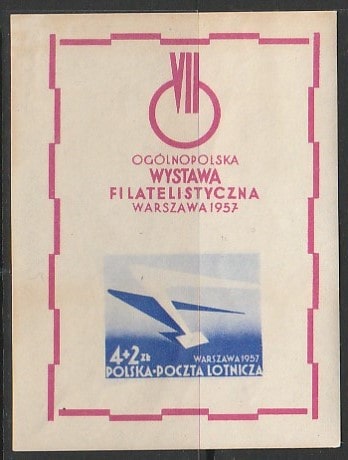 VII
OGÓLNOPOLSKA
WYSTAWA
FILATELISTYCZNA
WARSZAWA 1957
4+2 ZŁ
WARSZAWA 1957
POLSKA-POCZTA LOTNICZA